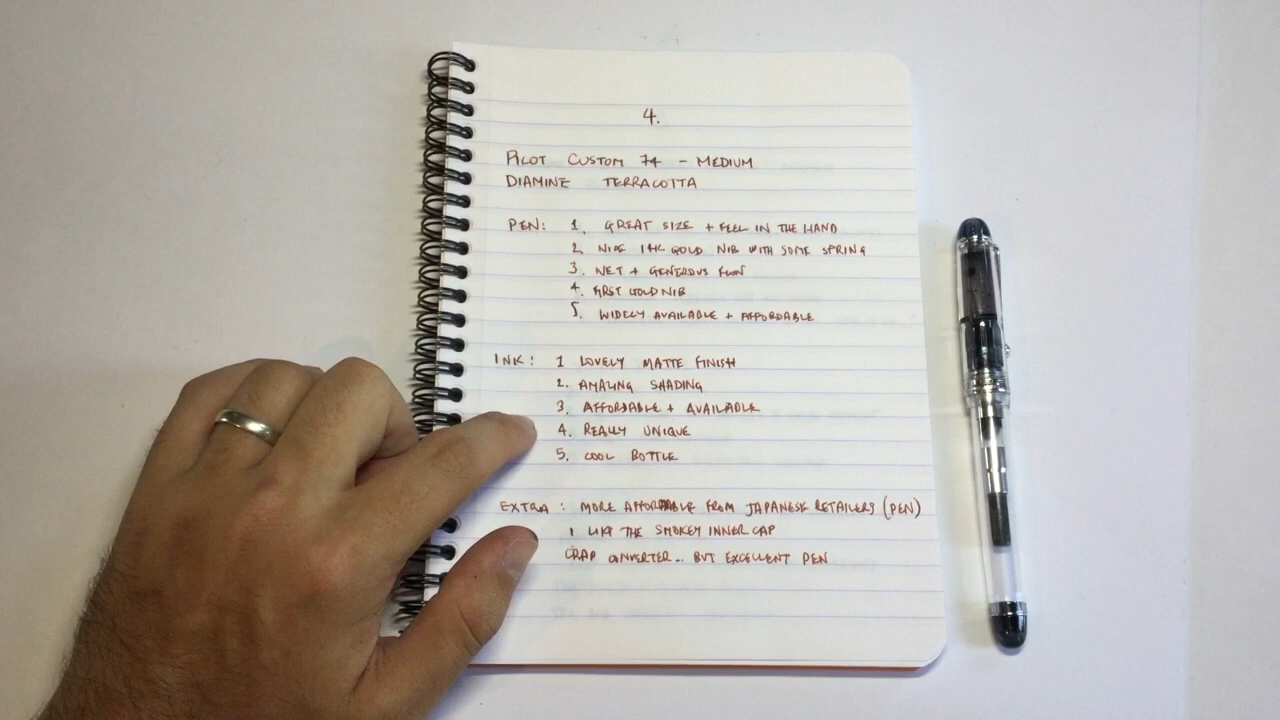 4.
PILOT CUSTOM 74 - MEDIUM
DIAMINE TERRACOTTA
PEN: 1. GREAT SIZE + FEEL IN THE HAND
2. NICE 14K GOLD NIB WITH SOME SPRING
3. WET + GENEROUS FLOW
4. FIRST GOLD NIB
5. WIDELY AVAILABLE + AFFORDABLE
INK: 1 LOVELY MATTE FINISH
2. AMAZING SHADING
3. AFFORDABLE + AVAILABLE
4. REALLY UNIQUE
5. COOL BOTTLE
EXTRA: MORE AFFORDABLE FROM JAPANESE RETAILERS (PEN)
I LIKE THE SMOKEY INNER CAP
CRAP CONVERTER... BUT EXCELLENT PEN